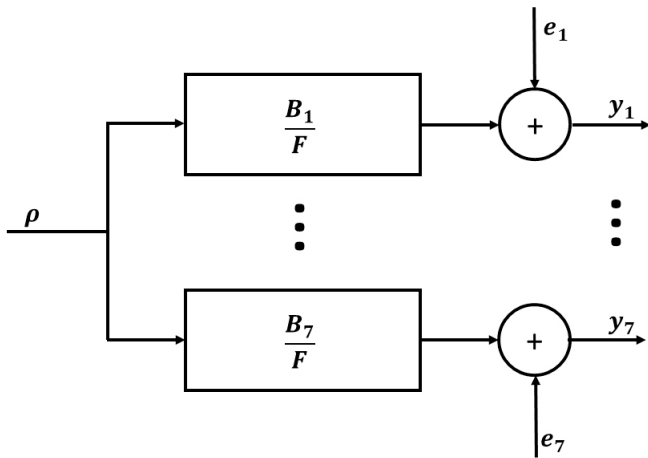 e₁
B₁
F
+
y₁
ρ
B₇
F
+
y₇
e₇